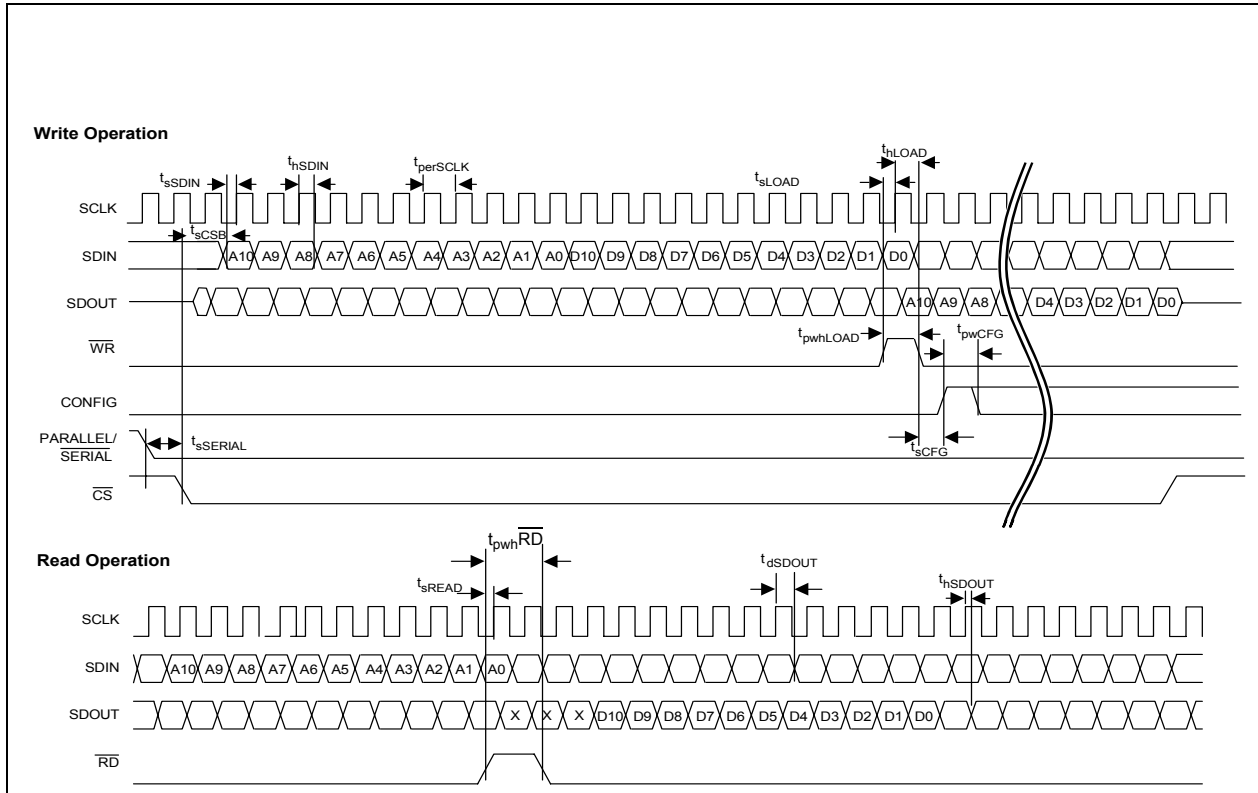 Write Operation
tsSDIN
thSDIN
tperSCLK
tsLOAD
thLOAD
SCLK
tsCSB
SDIN
A10 A9 A8 A7 A6 A5 A4 A3 A2 A1 A0 D10 D9 D8 D7 D6 D5 D4 D3 D2 D1 D0
SDOUT
A10 A9 A8 D4 D3 D2 D1 D0
tpwhLOAD
tpwCFG
WR
CONFIG
PARALLEL/
SERIAL
tsSERIAL
tsCFG
CS
Read Operation
tpwhRD
tsREAD
tdSDOUT
thSDOUT
SCLK
SDIN
A10 A9 A8 A7 A6 A5 A4 A3 A2 A1 A0
SDOUT
X X X D10 D9 D8 D7 D6 D5 D4 D3 D2 D1 D0
RD